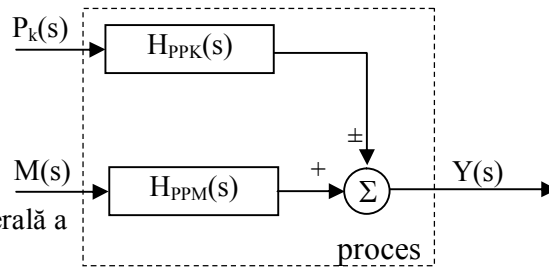 P_k(s)
H_PPK(s)
±
M(s)
H_PPM(s)
+
Σ
Y(s)
erală a
proces